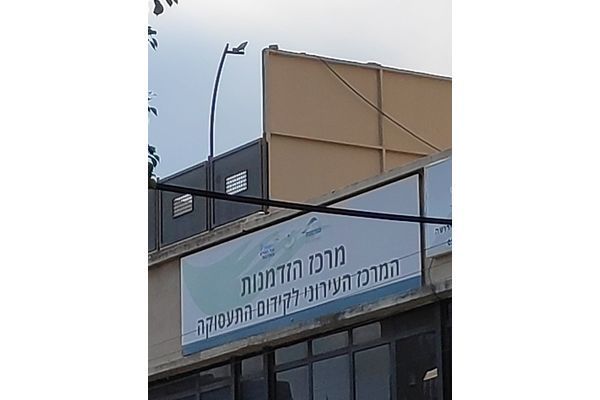 מרכז הזדמנות
המרכז העירוני לקידום התעסוקה